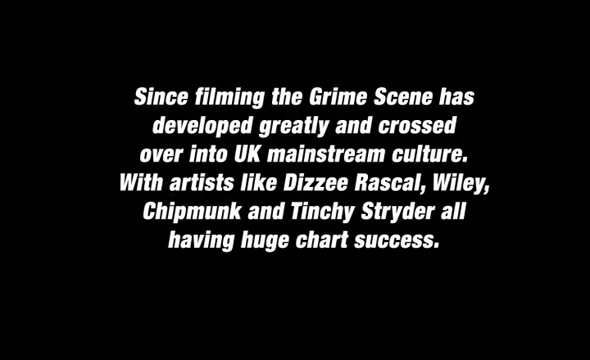 Since filming the Grime Scene has
developed greatly and crossed
over into UK mainstream culture.
With artists like Dizzee Rascal, Wiley,
Chipmunk and Tinchy Stryder all
having huge chart success.